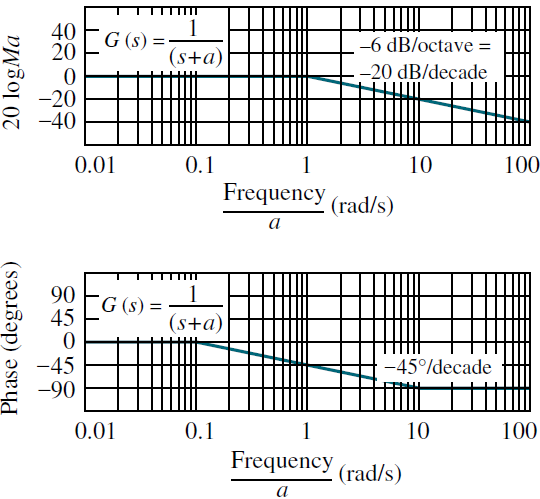 20 logMa
40
20
0
−20
−40
G (s) = 1
(s+a)
−6 dB/octave =
−20 dB/decade
0.01 0.1 1 10 100
Frequency
a
(rad/s)
Phase (degrees)
90
45
0
−45
−90
G (s) = 1
(s+a)
−45°/decade
0.01 0.1 1 10 100
Frequency
a
(rad/s)